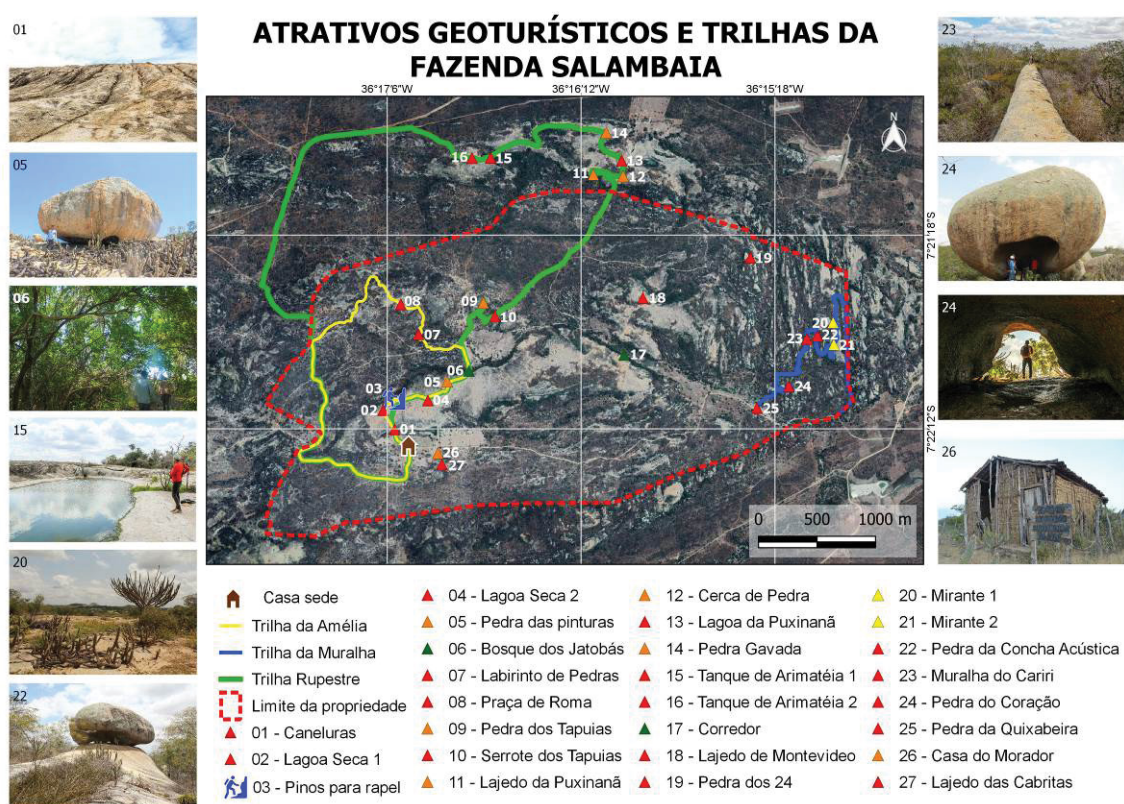 ATRATIVOS GEOTURÍSTICOS E TRILHAS DA
FAZENDA SALAMBAIA
01
05
06
15
20
22
36°17'6"W
36°16'12"W
36°15'18"W
7°21'18"S
7°22'12"S
N
14
16
15
13
11
12
19
08
09
10
18
07
17
20
23
22
21
06
05
03
04
24
02
25
01
26
27
0 500 1000 m
23
24
24
26
Casa sede
Trilha da Amélia
Trilha da Muralha
Trilha Rupestre
Limite da propriedade
01 - Caneluras
02 - Lagoa Seca 1
03 - Pinos para rapel
04 - Lagoa Seca 2
05 - Pedra das pinturas
06 - Bosque dos Jatobás
07 - Labirinto de Pedras
08 - Praça de Roma
09 - Pedra dos Tapuias
10 - Serrote dos Tapuias
11 - Lajedo da Puxinanã
12 - Cerca de Pedra
13 - Lagoa da Puxinanã
14 - Pedra Gavada
15 - Tanque de Arimatéia 1
16 - Tanque de Arimatéia 2
17 - Corredor
18 - Lajedo de Montevideo
19 - Pedra dos 24
20 - Mirante 1
21 - Mirante 2
22 - Pedra da Concha Acústica
23 - Muralha do Cariri
24 - Pedra do Coração
25 - Pedra da Quixabeira
26 - Casa do Morador
27 - Lajedo das Cabritas